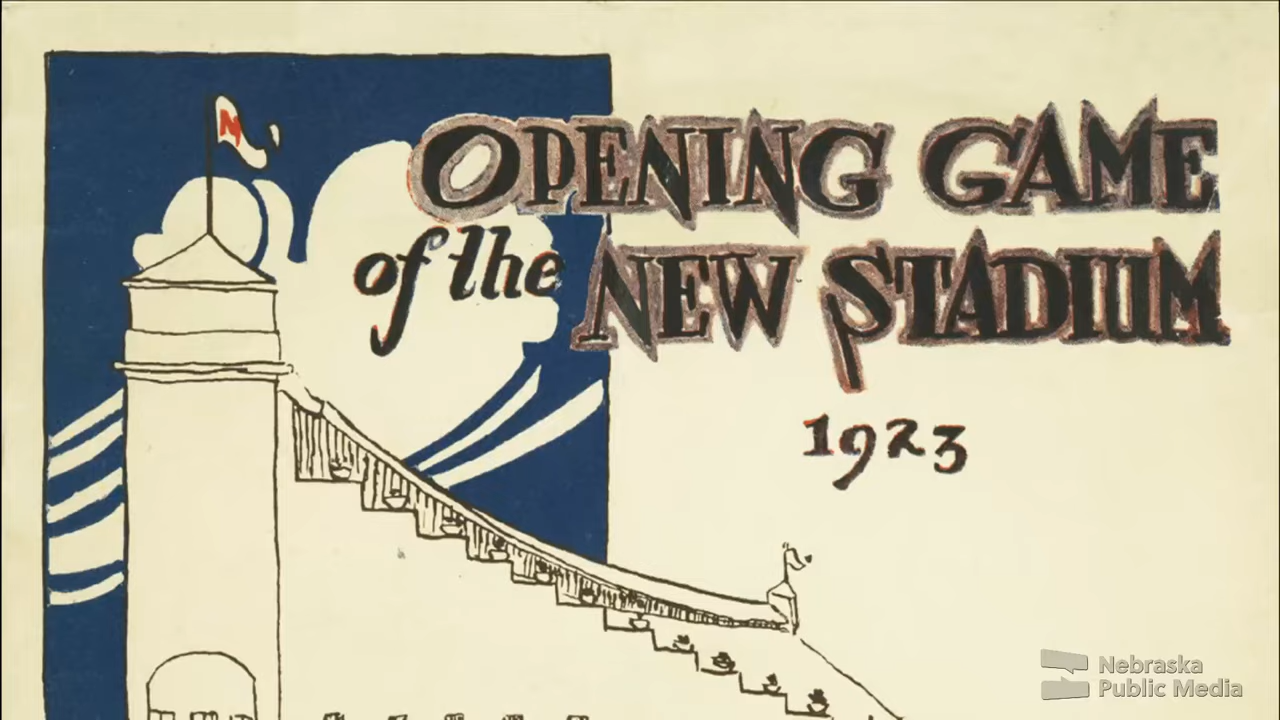 N
OPENING GAME
of the NEW STADIUM
1923
Nebraska
Public Media